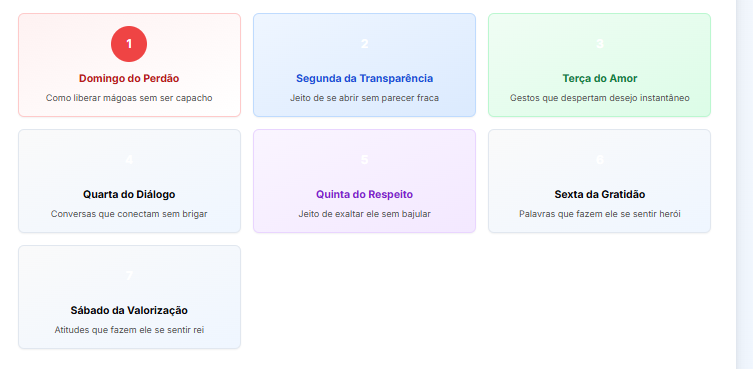 1
Domingo do Perdão
Como liberar mágoas sem ser capacho
2
Segunda da Transparência
Jeito de se abrir sem parecer fraca
3
Terça do Amor
Gestos que despertam desejo instantâneo
4
Quarta do Diálogo
Conversas que conectam sem brigar
5
Quinta do Respeito
Jeito de exaltar ele sem bajular
6
Sexta da Gratidão
Palavras que fazem ele se sentir herói
7
Sábado da Valorização
Atitudes que fazem ele se sentir rei